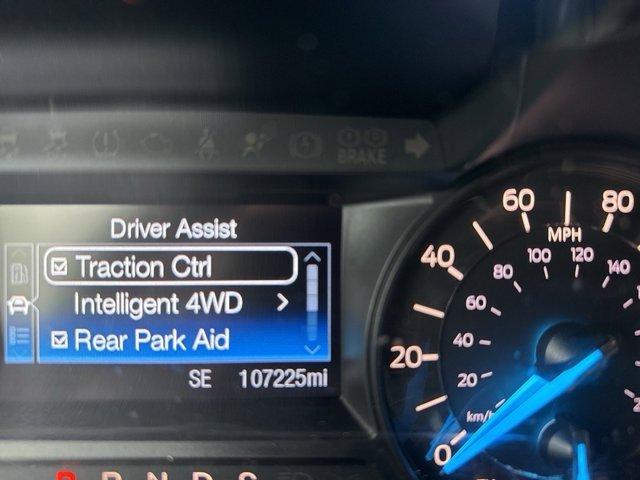 BRAKE
Driver Assist
Traction Ctrl
Intelligent 4WD
Rear Park Aid
SE 107225mi
0 20 40 60 80
MPH
20 40 60 80 100 120 140
km/h
P R N D S